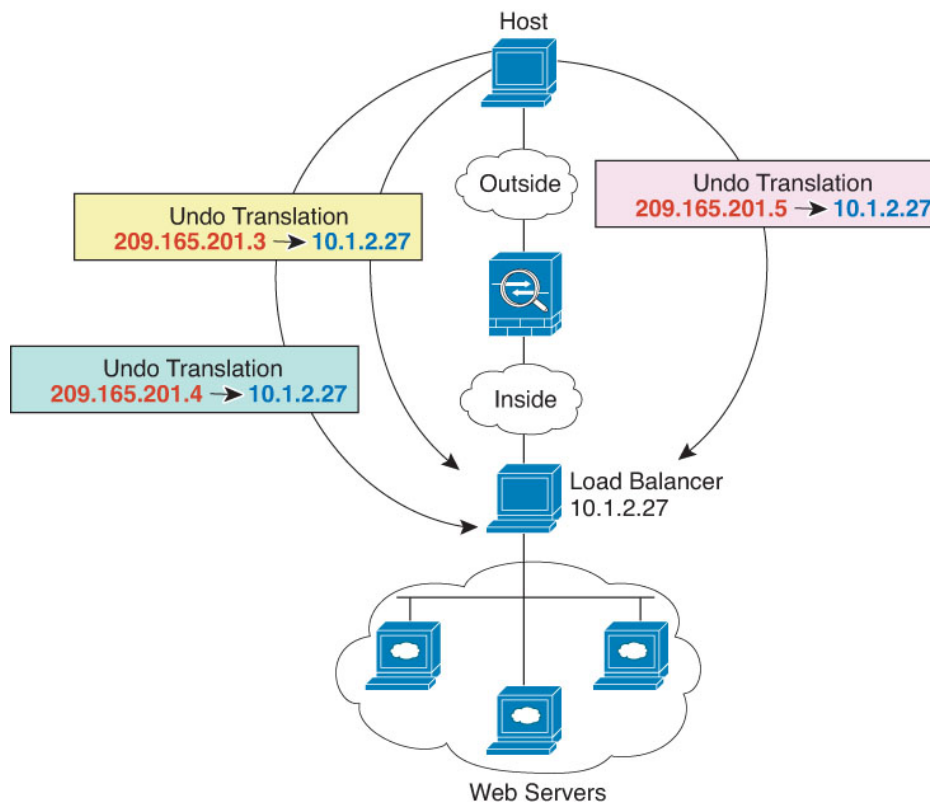 Host
Outside
Undo Translation
209.165.201.3 → 10.1.2.27
Undo Translation
209.165.201.5 → 10.1.2.27
Undo Translation
209.165.201.4 → 10.1.2.27
Inside
Load Balancer
10.1.2.27
Web Servers